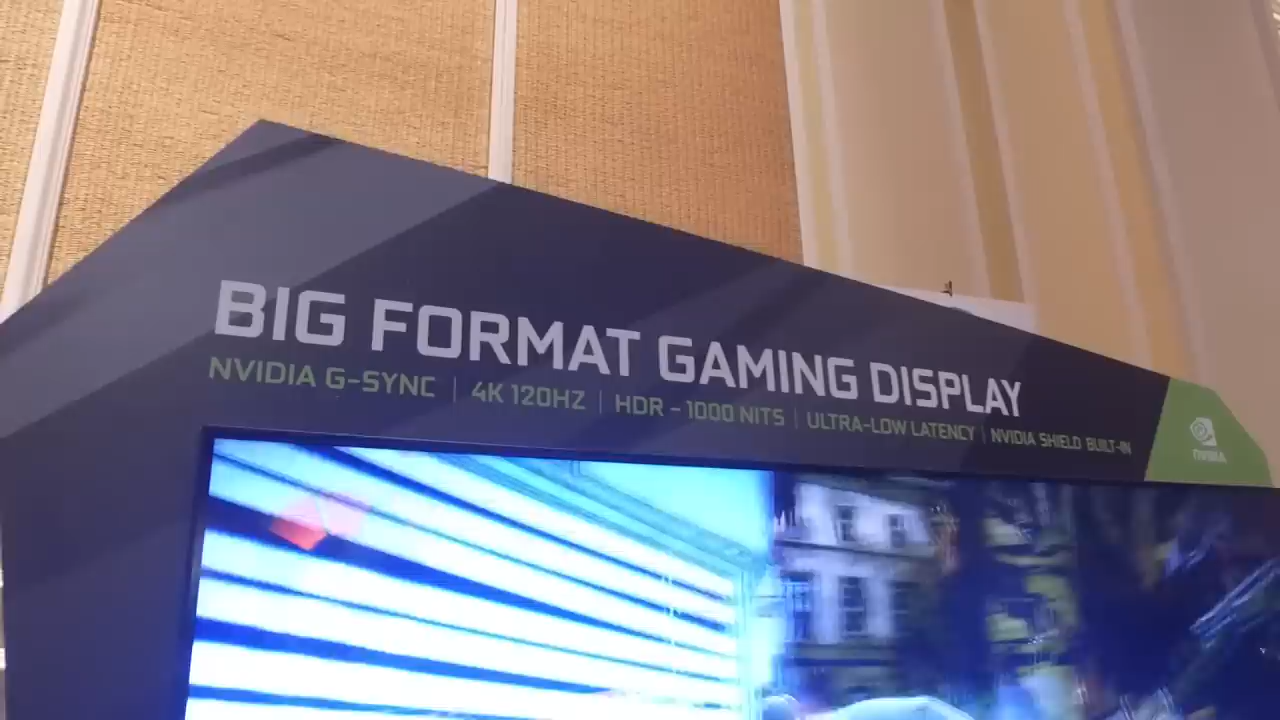 BIG FORMAT GAMING DISPLAY
NVIDIA G-SYNC | 4K 120HZ | HDR - 1000 NITS | ULTRA-LOW LATENCY | NVIDIA SHIELD BUILT-IN
NVIDIA